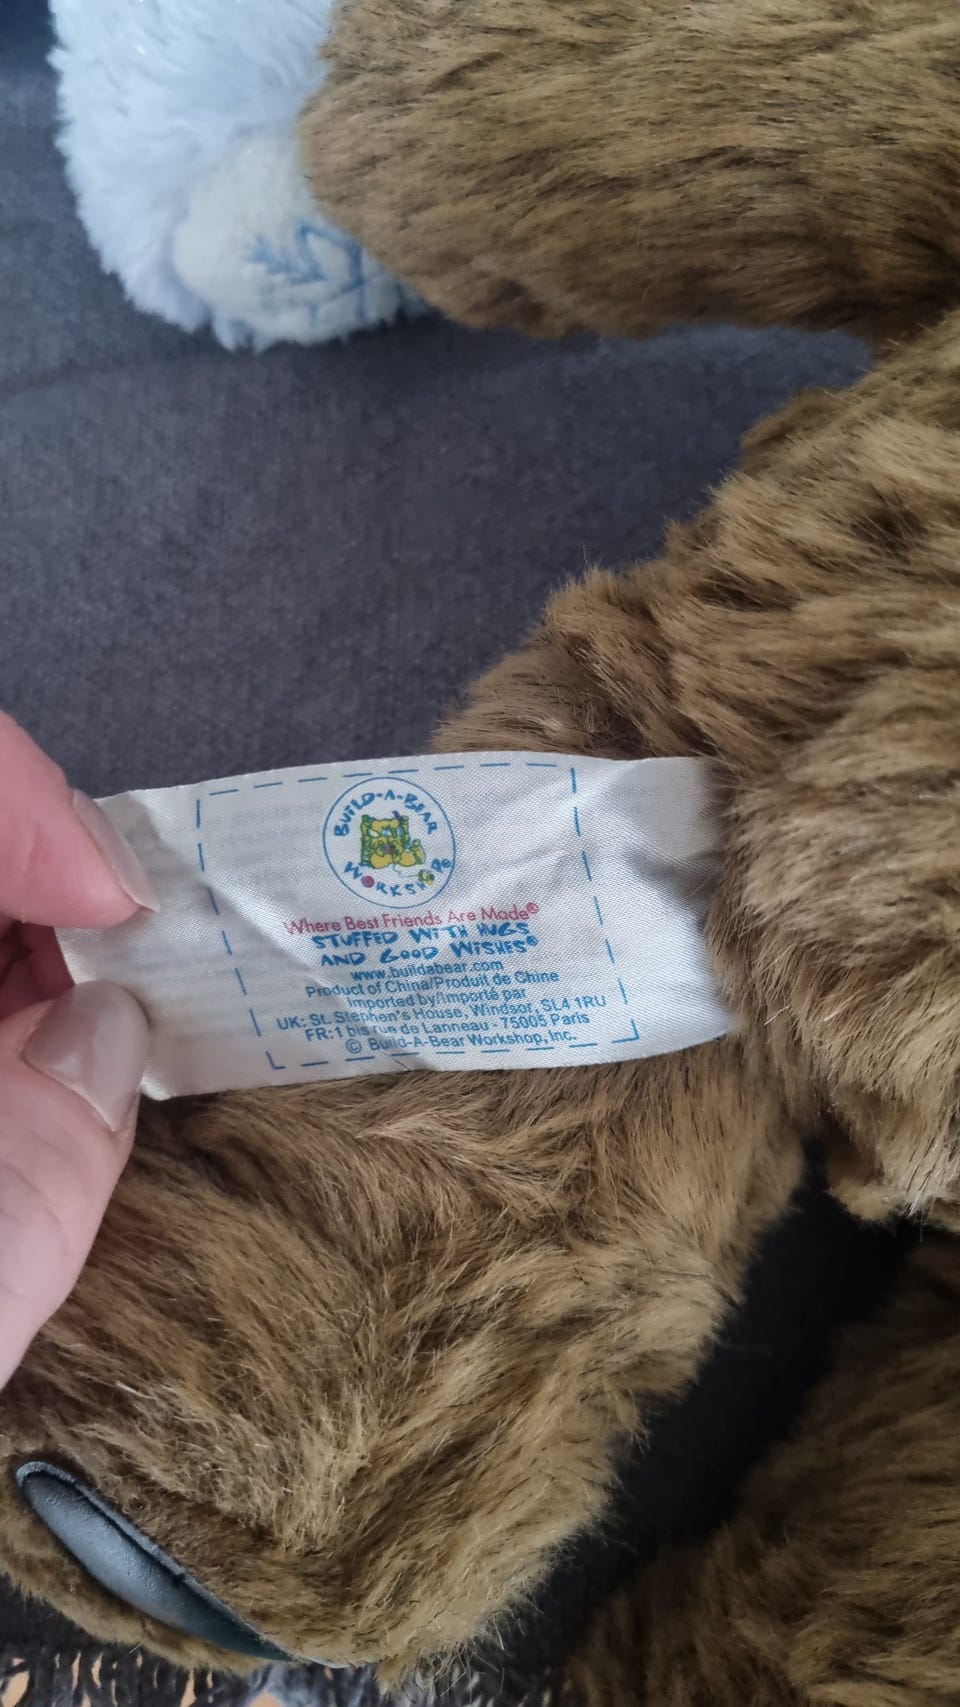 BUILD-A-BEAR
WORKSHOP
Where Best Friends Are Made®
STUFFED WITH HUGS
AND GOOD WISHES®
www.buildabear.com
Product of China/Produit de Chine
Imported by/Importé par
UK: St. Stephen's House, Windsor, SL4 1RU
FR:1 bis rue de Lanneau - 75005 Paris
© Build-A-Bear Workshop, Inc.